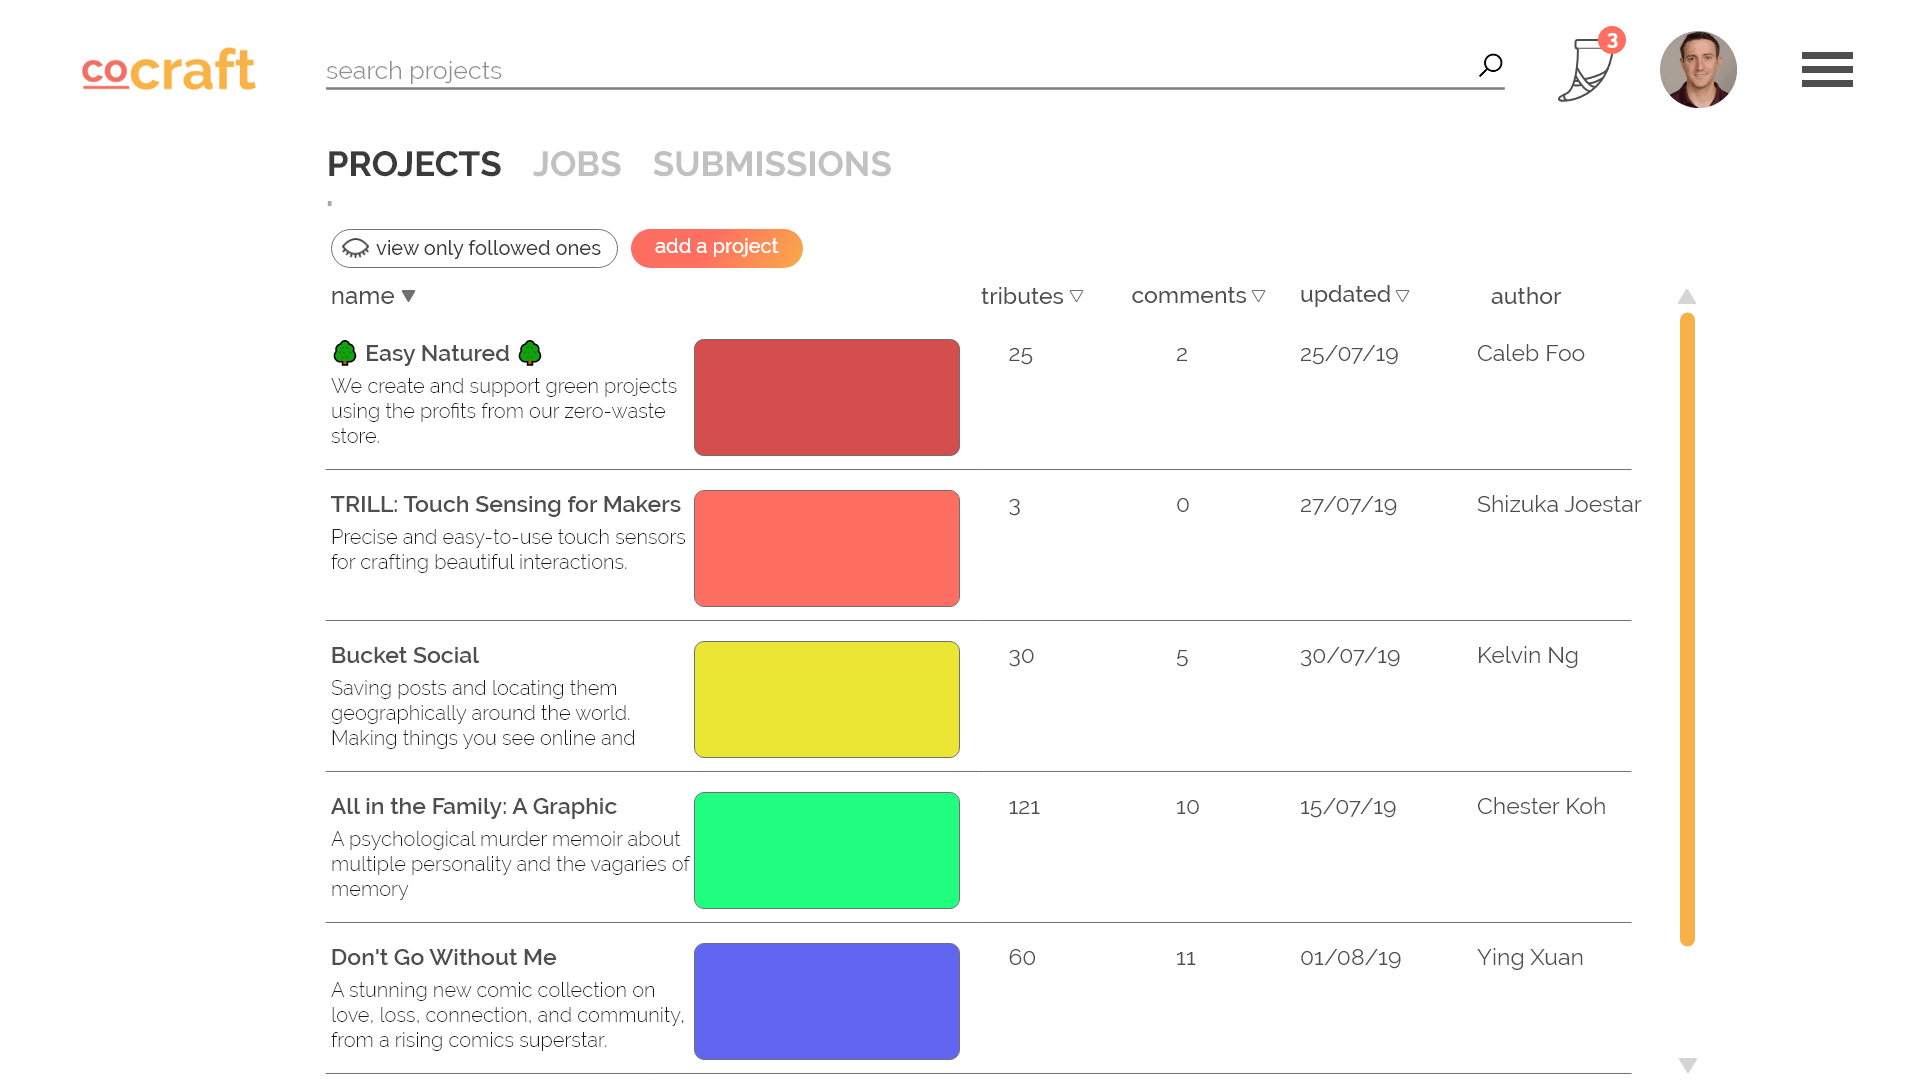 cocraft
search projects
3
PROJECTS JOBS SUBMISSIONS
view only followed ones add a project
name tributes comments updated author
Easy Natured 25 2 25/07/19 Caleb Foo
We create and support green projects
using the profits from our zero-waste
store.
TRILL: Touch Sensing for Makers 3 0 27/07/19 Shizuka Joestar
Precise and easy-to-use touch sensors
for crafting beautiful interactions.
Bucket Social 30 5 30/07/19 Kelvin Ng
Saving posts and locating them
geographically around the world.
Making things you see online and
All in the Family: A Graphic 121 10 15/07/19 Chester Koh
A psychological murder memoir about
multiple personality and the vagaries of
memory
Don't Go Without Me 60 11 01/08/19 Ying Xuan
A stunning new comic collection on
love, loss, connection, and community,
from a rising comics superstar.